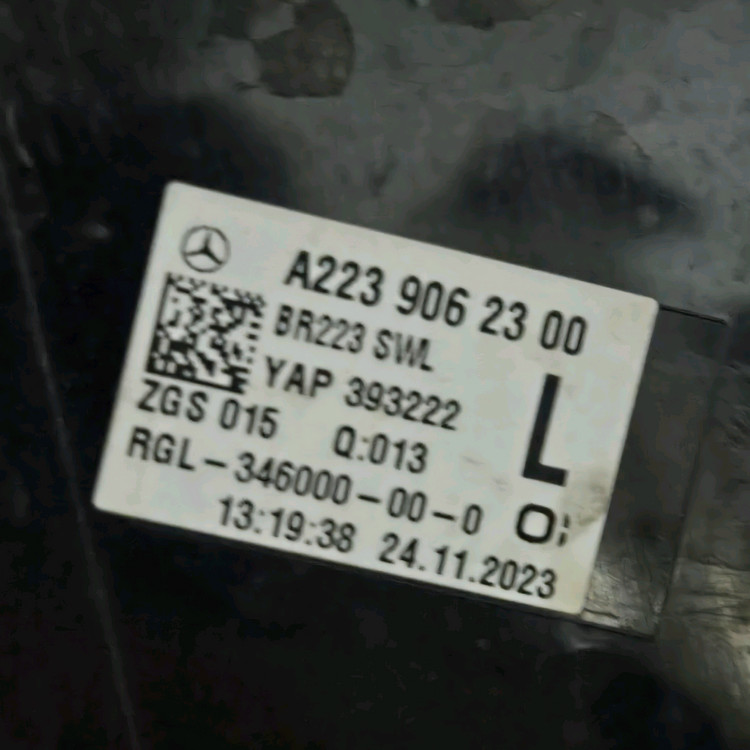 A223 906 23 00
BR223 SWL
YAP 393222
ZGS 015 Q:013
L
RGL-346000-00-0
O;
13:19:38 24.11.2023